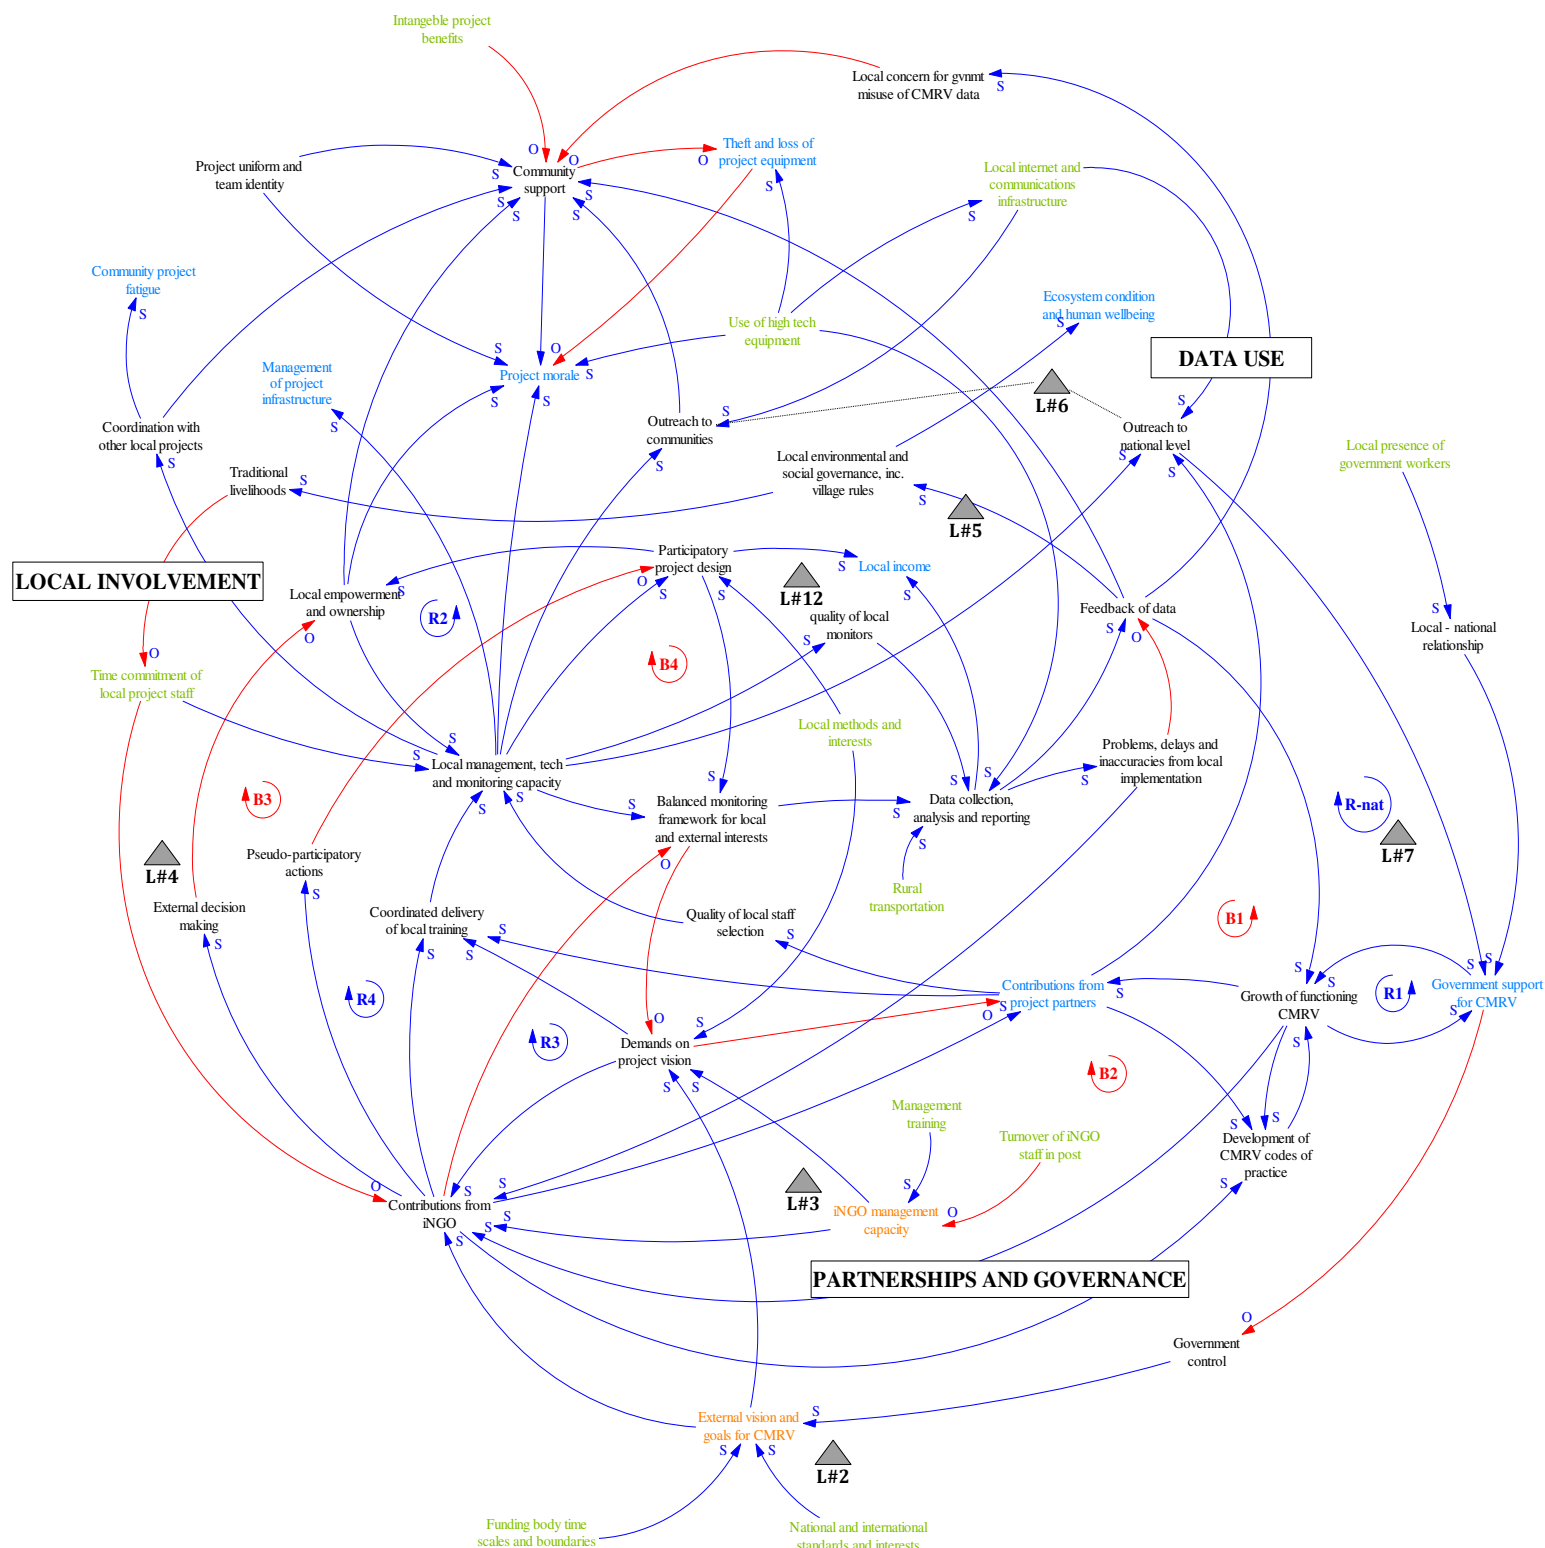 Intangeble project
benefits
Local concern for gvnmt
misuse of CMRV data
S
Project uniform and
team identity
S
O
O
Community
support
S
S
S
S
S
O
Theft and loss of
project equipment
S
Local internet and
communications
infrastructure
S
Community project
fatigue
S
Ecosystem condition
and human wellbeing
S
Use of high tech
equipment
DATA USE
Management
of project
infrastructure
S
S
O
Project morale
S
S
S
L#6
S
Outreach to
communities
S
S
Outreach to
national level
S
S
Coordination with
other local projects
S
Local environmental and
social governance, inc.
village rules
S
Local presence of
government workers
Traditional
livelihoods
S
L#5
LOCAL INVOLVEMENT
Participatory
project design
O
S
S
S
Local income
S
L#12
Local empowerment
and ownership
S
O
R2
quality of local
monitors
S
Feedback of data
S
O
S
Local - national
relationship
O
Time commitment of
local project staff
B4
Local methods and
interests
S
S
Local management, tech
and monitoring capacity
S
S
Problems, delays and
inaccuracies from local
implementation
S
B3
S
S
Balanced monitoring
framework for local
and external interests
O
S
S
S
Data collection,
analysis and reporting
S
R-nat
L#7
L#4
Pseudo-participatory
actions
S
Rural
transportation
External decision
making
S
Coordinated delivery
of local training
S
S
S
Quality of local staff
selection
S
B1
R4
Contributions from
project partners
S
S
O
S
S
Growth of functioning
CMRV
S
R1
S
S
Government support
for CMRV
S
R3
O
S
Demands on
project vision
S
S
B2
Management
training
S
Turnover of iNGO
staff in post
O
S
S
Development of
CMRV codes of
practice
S
O
Contributions from
iNGO
S
S
S
S
S
L#3
iNGO management
capacity
PARTNERSHIPS AND GOVERNANCE
O
Government
control
External vision and
goals for CMRV
S
S
S
L#2
Funding body time
scales and boundaries
National and international
standards and interests